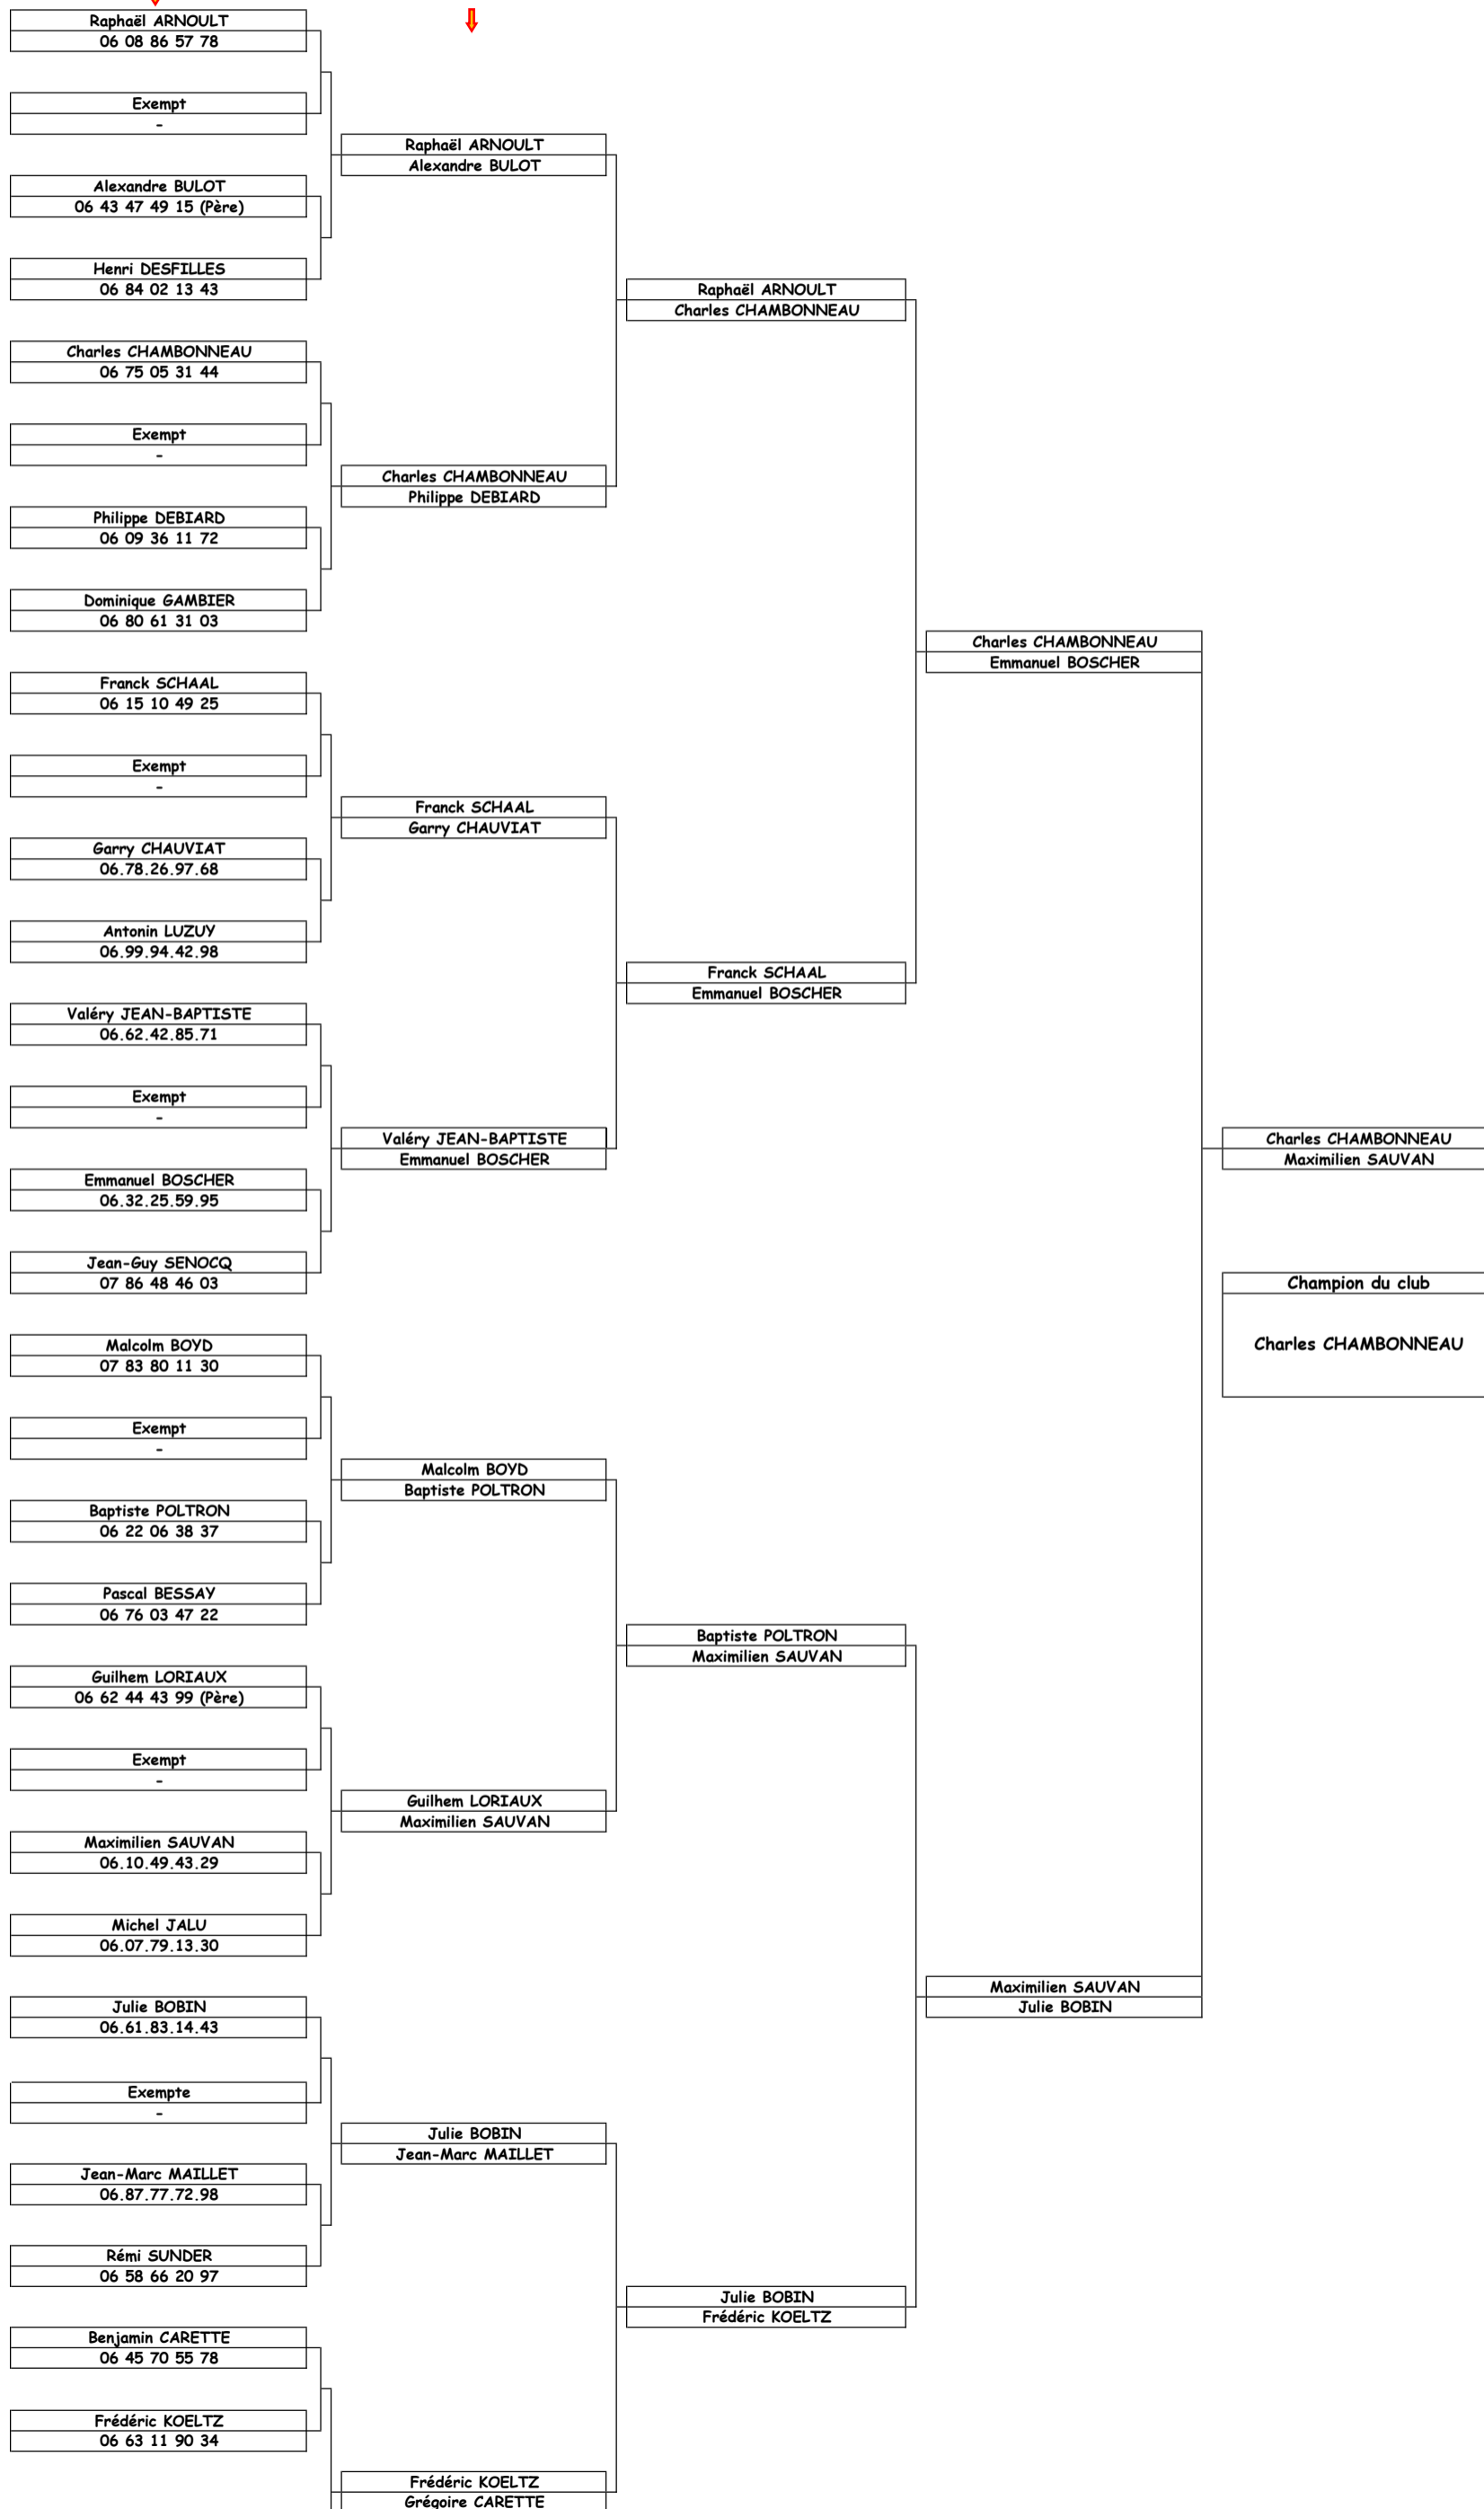 Raphaël ARNOULT
06 08 86 57 78
Exempt
-
Alexandre BULOT
06 43 47 49 15 (Père)
Henri DESFILLES
06 84 02 13 43
Charles CHAMBONNEAU
06 75 05 31 44
Exempt
-
Philippe DEBIARD
06 09 36 11 72
Dominique GAMBIER
06 80 61 31 03
Franck SCHAAL
06 15 10 49 25
Exempt
-
Garry CHAUVIAT
06.78.26.97.68
Antonin LUZUY
06.99.94.42.98
Valéry JEAN-BAPTISTE
06.62.42.85.71
Exempt
-
Emmanuel BOSCHER
06.32.25.59.95
Jean-Guy SENOCQ
07 86 48 46 03
Malcolm BOYD
07 83 80 11 30
Exempt
-
Baptiste POLTRON
06 22 06 38 37
Pascal BESSAY
06 76 03 47 22
Guilhem LORIAUX
06 62 44 43 99 (Père)
Exempt
-
Maximilien SAUVAN
06.10.49.43.29
Michel JALU
06.07.79.13.30
Julie BOBIN
06.61.83.14.43
Exempte
-
Jean-Marc MAILLET
06.87.77.72.98
Rémi SUNDER
06 58 66 20 97
Benjamin CARETTE
06 45 70 55 78
Frédéric KOELTZ
06 63 11 90 34
Raphaël ARNOULT
Alexandre BULOT
Charles CHAMBONNEAU
Philippe DEBIARD
Franck SCHAAL
Garry CHAUVIAT
Valéry JEAN-BAPTISTE
Emmanuel BOSCHER
Malcolm BOYD
Baptiste POLTRON
Guilhem LORIAUX
Maximilien SAUVAN
Julie BOBIN
Jean-Marc MAILLET
Frédéric KOELTZ
Grégoire CARETTE
Raphaël ARNOULT
Charles CHAMBONNEAU
Franck SCHAAL
Emmanuel BOSCHER
Baptiste POLTRON
Maximilien SAUVAN
Julie BOBIN
Frédéric KOELTZ
Charles CHAMBONNEAU
Emmanuel BOSCHER
Maximilien SAUVAN
Julie BOBIN
Charles CHAMBONNEAU
Maximilien SAUVAN
Champion du club
Charles CHAMBONNEAU